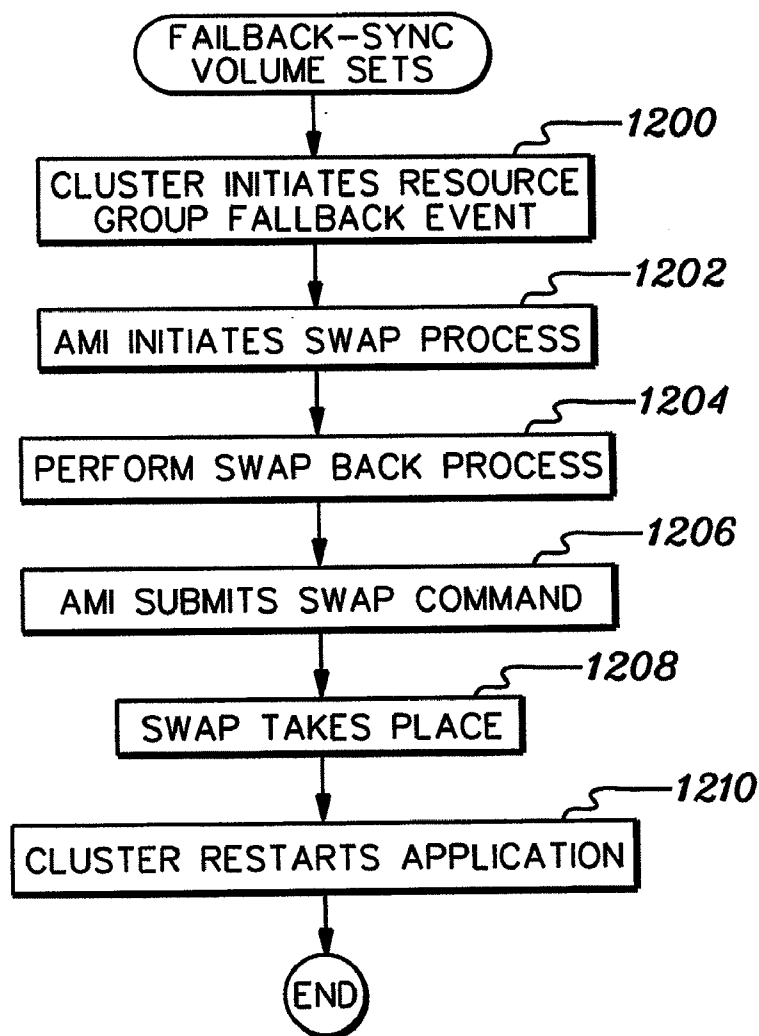 FAILBACK-SYNC
VOLUME SETS
1200
CLUSTER INITIATES RESOURCE
GROUP FALLBACK EVENT
1202
AMI INITIATES SWAP PROCESS
1204
PERFORM SWAP BACK PROCESS
1206
AMI SUBMITS SWAP COMMAND
1208
SWAP TAKES PLACE
1210
CLUSTER RESTARTS APPLICATION
END